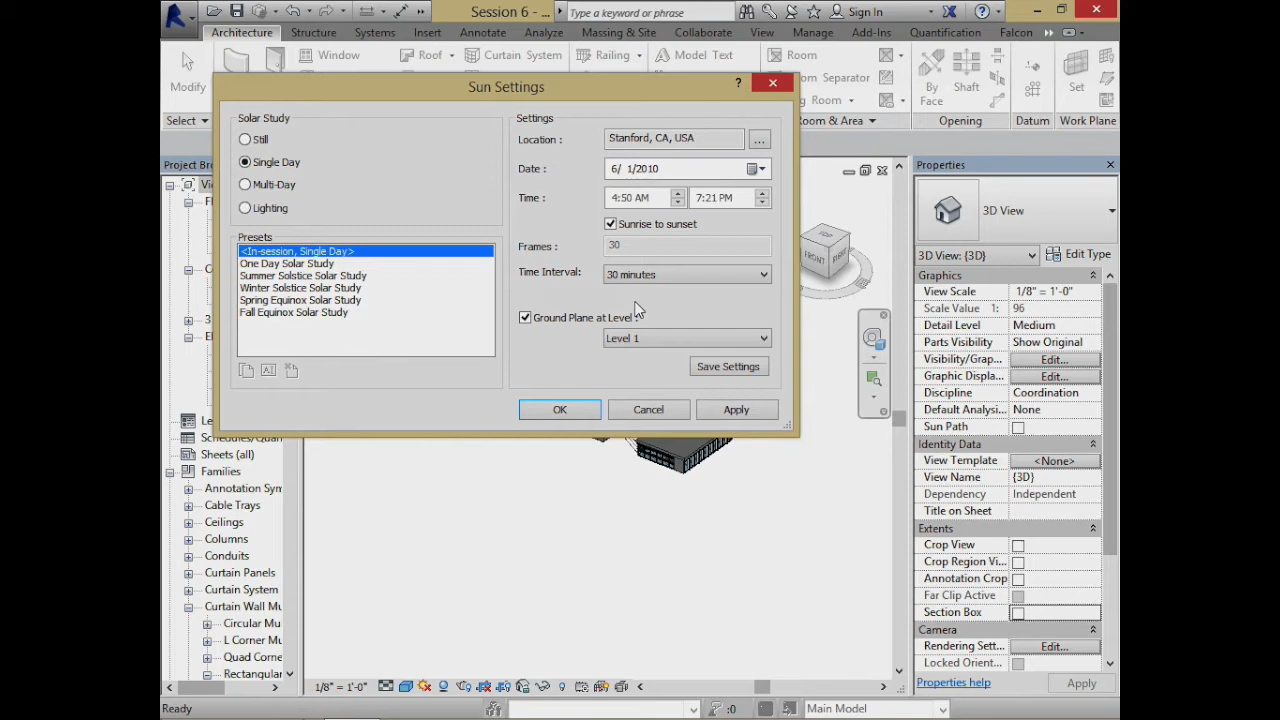 Session 6 - ...
Type a keyword or phrase
Sign In
Architecture Structure Systems Insert Annotate Analyze Massing & Site Collaborate View Manage Add-Ins Quantification Falcon
Window Roof Curtain System Railing Model Text Room
Separator
Modify
By Face
Shaft
Set
Select
Room & Area
Opening
Datum
Work Plane
Sun Settings
?
Solar Study
Still
Single Day
Multi-Day
Lighting
Presets
<In-session, Single Day>
One Day Solar Study
Summer Solstice Solar Study
Winter Solstice Solar Study
Spring Equinox Solar Study
Fall Equinox Solar Study
Settings
Location : Stanford, CA, USA ...
Date : 6/ 1/2010
Time : 4:50 AM 7:21 PM
Sunrise to sunset
Frames : 30
Time Interval: 30 minutes
Ground Plane at Level :
Level 1
Save Settings
OK Cancel Apply
Project Br
Families
Annotation Sym
Cable Trays
Ceilings
Columns
Conduits
Curtain Panels
Curtain System
Curtain Wall Mu
Circular Mu
L Corner Mu
Quad Corne
Rectangular
Sheets (all)
Schedules/Quan
TOP
FRONT
RIGHT
Properties
3D View
3D View: {3D} Edit Type
Graphics
View Scale 1/8" = 1'-0"
Scale Value 1: 96
Detail Level Medium
Parts Visibility Show Original
Visibility/Grap... Edit...
Graphic Displa... Edit...
Discipline Coordination
Default Analysi... None
Sun Path
Identity Data
View Template <None>
View Name {3D}
Dependency Independent
Title on Sheet
Extents
Crop View
Crop Region Vi...
Annotation Crop
Far Clip Active
Section Box
Camera
Rendering Sett... Edit...
Locked Orient...
Properties help Apply
1/8" = 1'-0"
Ready
:0
Main Model